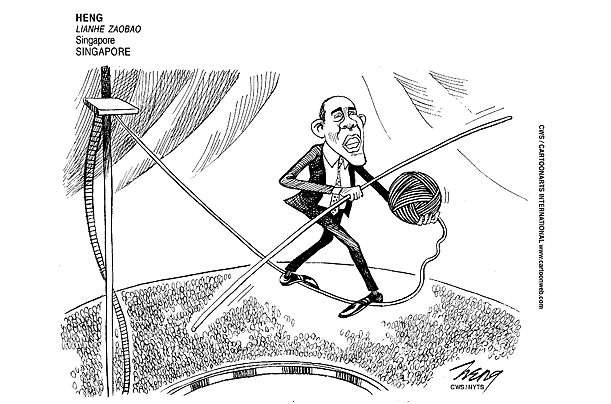 HENG
LIANHE ZAOBAO
Singapore
SINGAPORE
CWS / CARTOONARTS INTERNATIONAL www.cartoonweb.com
Heng
CWS/NYTS